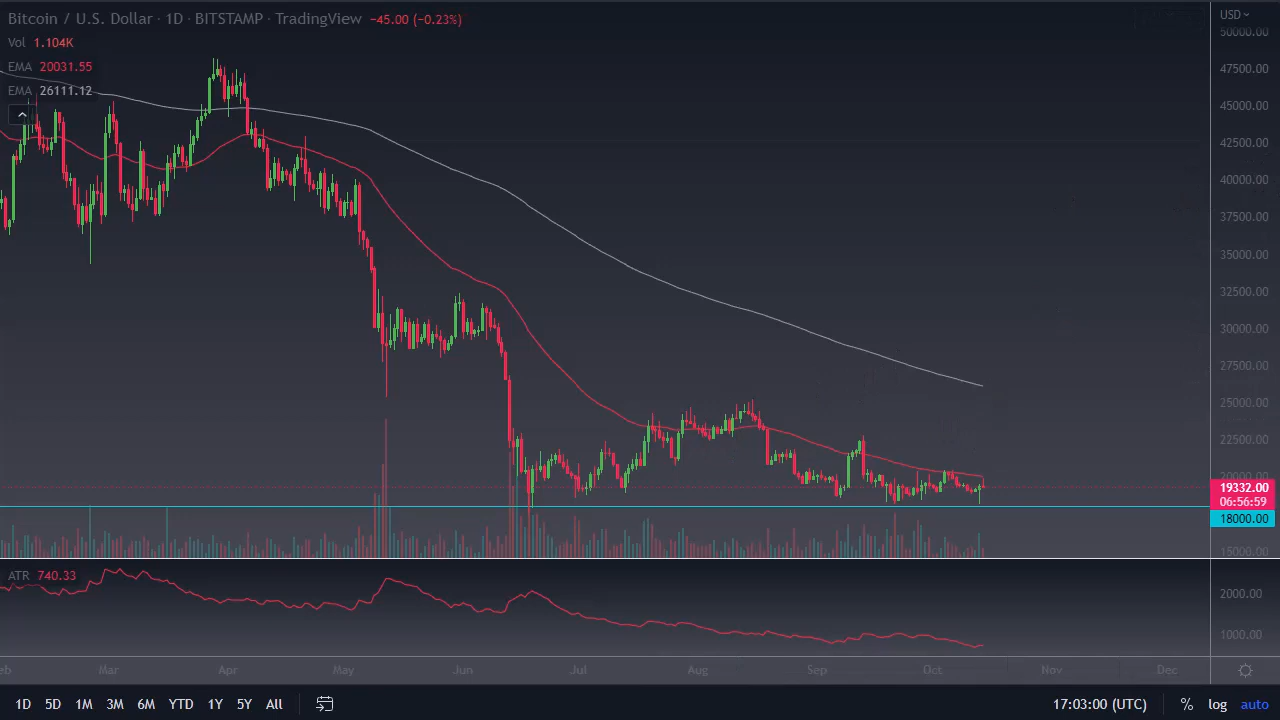 Bitcoin / U.S. Dollar · 1D · BITSTAMP · TradingView −45.00 (−0.23%)
Vol 1.104K
EMA 20031.55
EMA 26111.12
USD
50000.00
47500.00
45000.00
42500.00
40000.00
37500.00
35000.00
32500.00
30000.00
27500.00
25000.00
22500.00
20000.00
19332.00
06:56:59
18000.00
15000.00
ATR 740.33
2000.00
1000.00
eb Mar Apr May Jun Jul Aug Sep Oct Nov Dec
1D 5D 1M 3M 6M YTD 1Y 5Y All 17:03:00 (UTC) % log auto